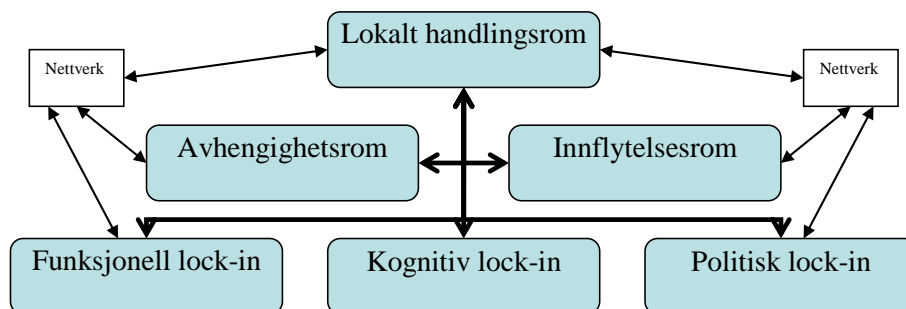 Lokalt handlingsrom
Nettverk
Nettverk
Avhengighetsrom
Innflytelsesrom
Funksjonell lock-in
Kognitiv lock-in
Politisk lock-in